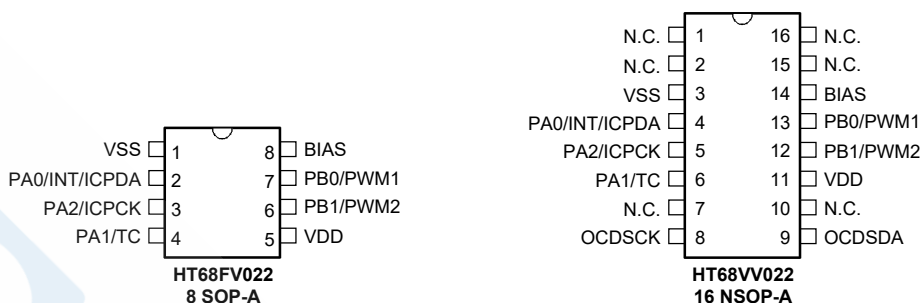 VSS 1 8 BIAS
PA0/INT/ICPDA 2 7 PB0/PWM1
PA2/ICPCK 3 6 PB1/PWM2
PA1/TC 4 5 VDD
HT68FV022
8 SOP-A
N.C. 1 16 N.C.
N.C. 2 15 N.C.
VSS 3 14 BIAS
PA0/INT/ICPDA 4 13 PB0/PWM1
PA2/ICPCK 5 12 PB1/PWM2
PA1/TC 6 11 VDD
N.C. 7 10 N.C.
OCDSCK 8 9 OCDSDA
HT68VV022
16 NSOP-A